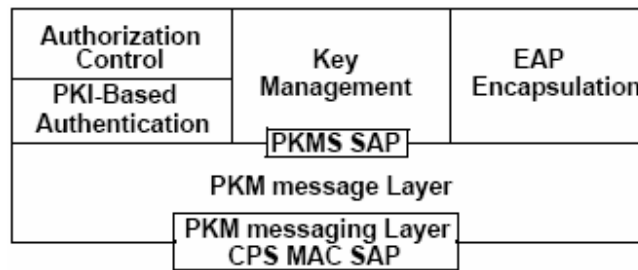 Authorization
Control
PKI-Based
Authentication
Key
Management
EAP
Encapsulation
PKMS SAP
PKM message Layer
PKM messaging Layer
CPS MAC SAP